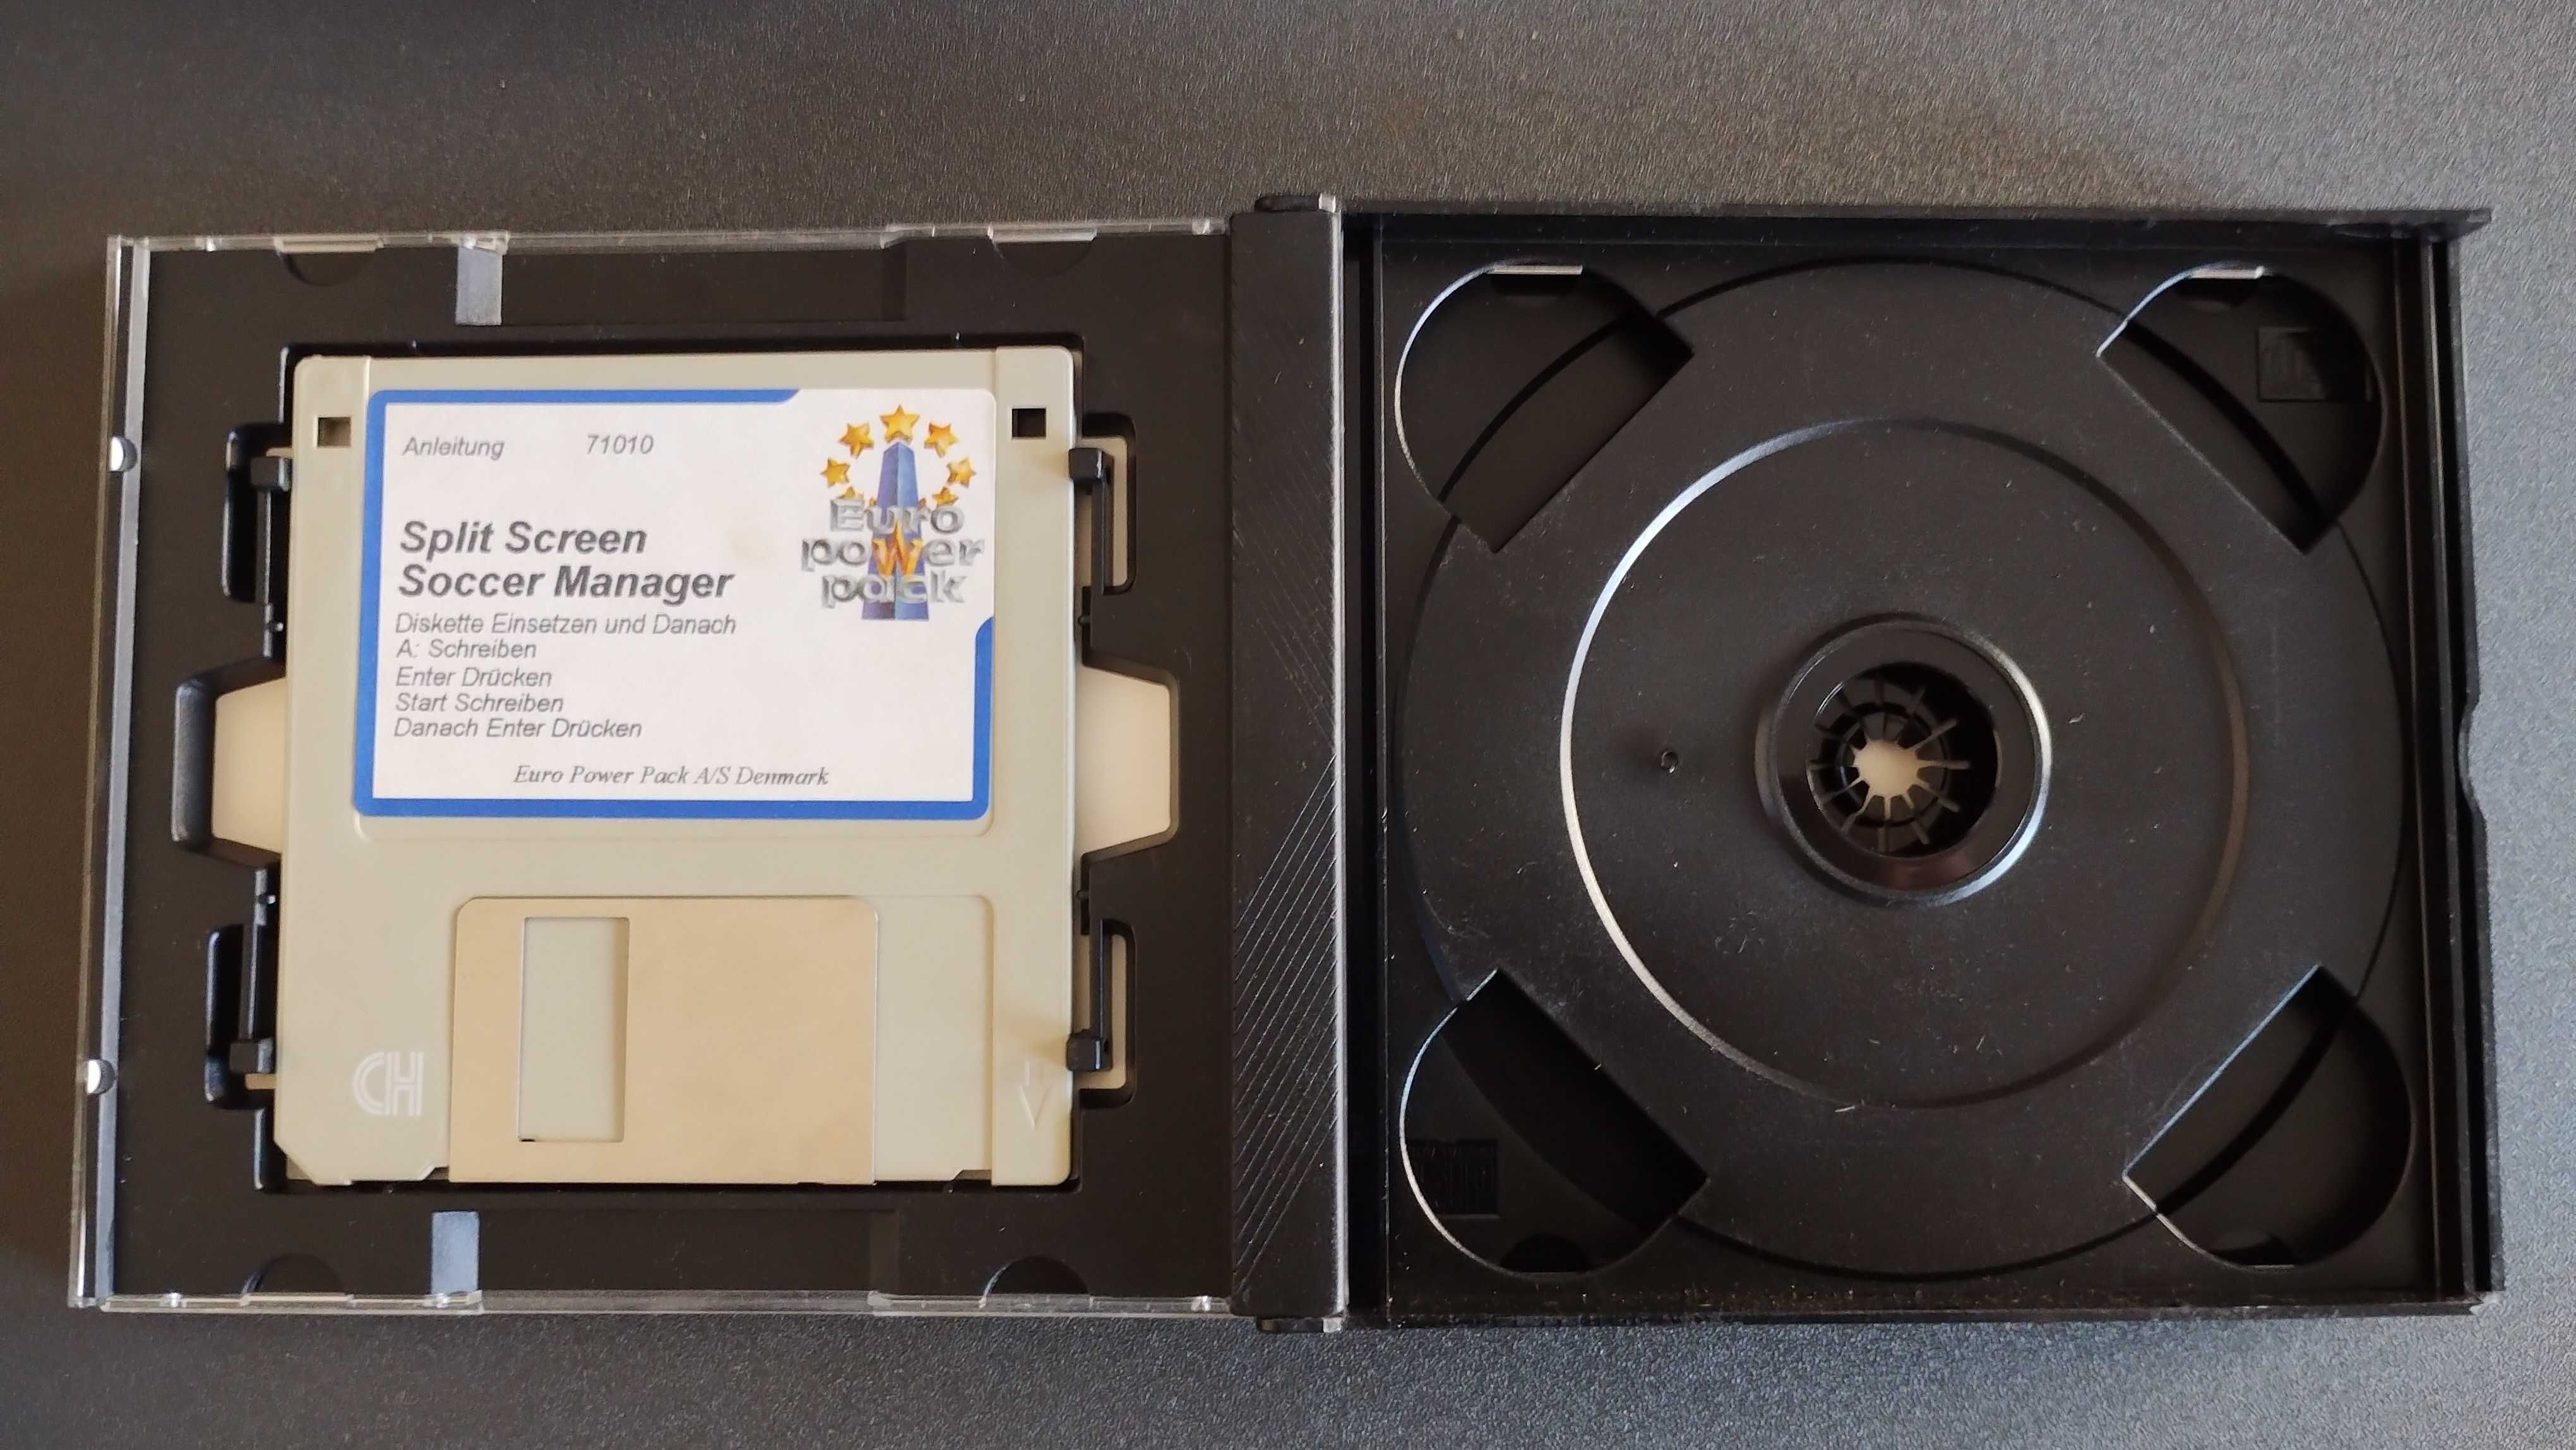 Anleitung 71010
Euro
power
pack
Split Screen
Soccer Manager
Diskette Einsetzen und Danach
A: Schreiben
Enter Drücken
Start Schreiben
Danach Enter Drücken
Euro Power Pack A/S Denmark
CH